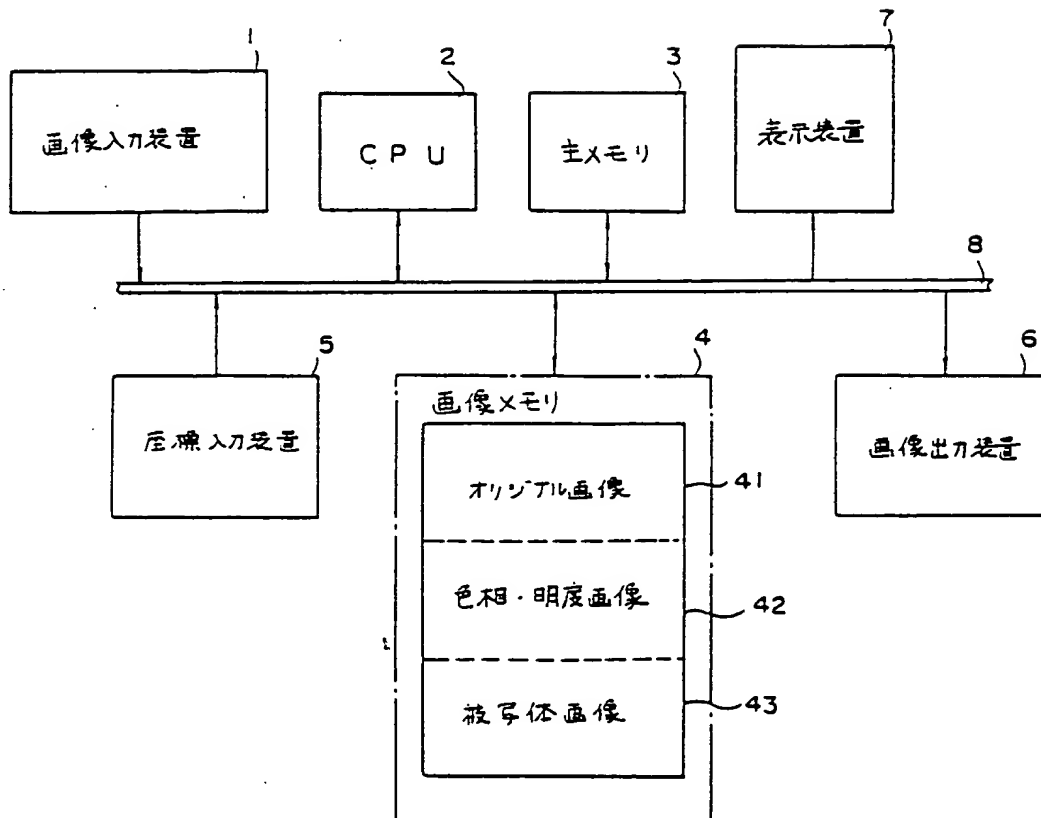 1
2
3
7
画像入力装置
CPU
主メモリ
表示装置
8
5
4
6
座標入力装置
画像メモリ
画像出力装置
オリジナル画像
41
色相・明度画像
42
被写体画像
43